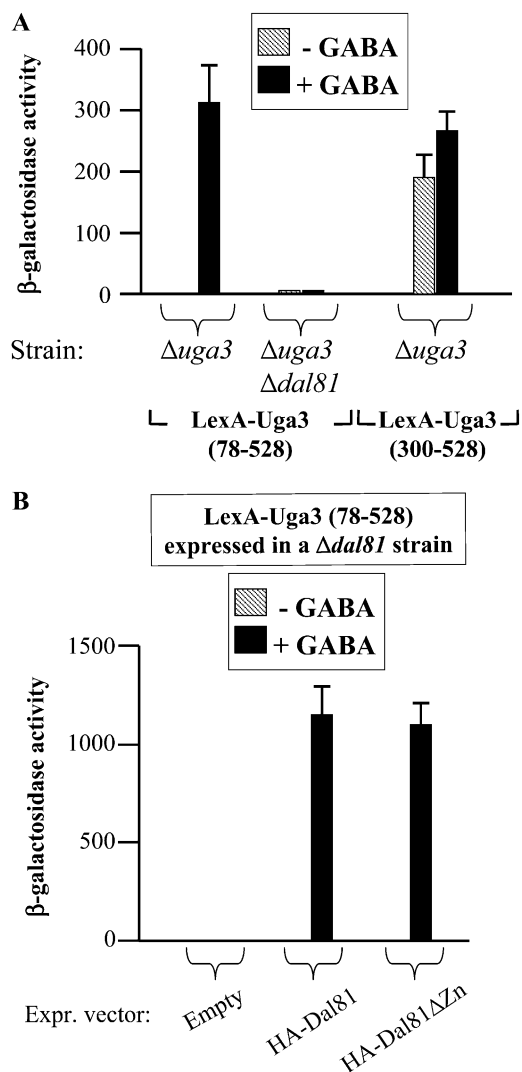 A
400
300
200
100
0
β-galactosidase activity
- GABA
+ GABA
Strain:
Δuga3
Δuga3
Δdal81
Δuga3
LexA-Uga3
(78-528)
LexA-Uga3
(300-528)
B
LexA-Uga3 (78-528)
expressed in a Δdal81 strain
- GABA
+ GABA
1500
1000
500
0
β-galactosidase activity
Expr. vector:
Empty
HA-Dal81
HA-Dal81ΔZn